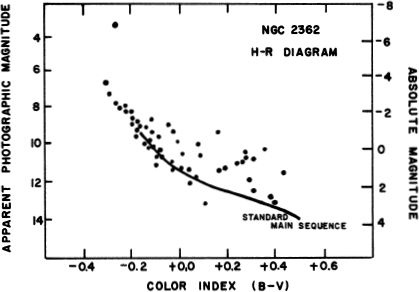 NGC 2362
H-R DIAGRAM
APPARENT PHOTOGRAPHIC MAGNITUDE
4
6
8
10
12
14
-8
-6
-4
-2
0
2
4
ABSOLUTE MAGNITUDE
STANDARD
MAIN SEQUENCE
-0.4
-0.2
+0.0
+0.2
+0.4
+0.6
COLOR INDEX (B-V)